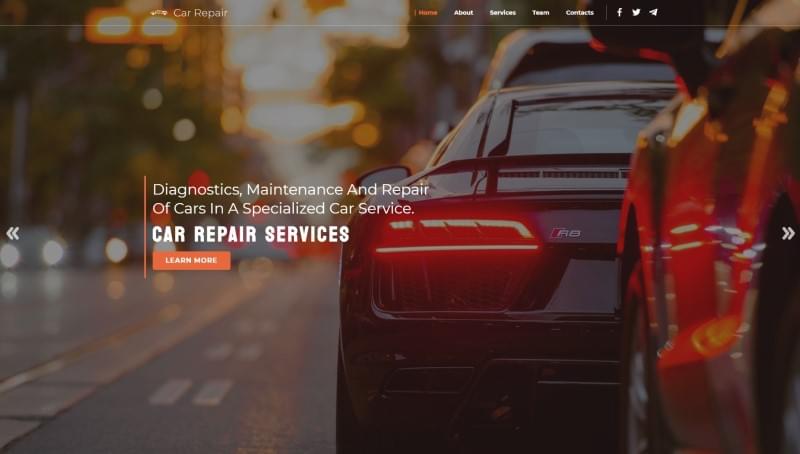 Car Repair
Home About Services Team Contacts
Diagnostics, Maintenance And Repair
Of Cars In A Specialized Car Service.
CAR REPAIR SERVICES
LEARN MORE
R8